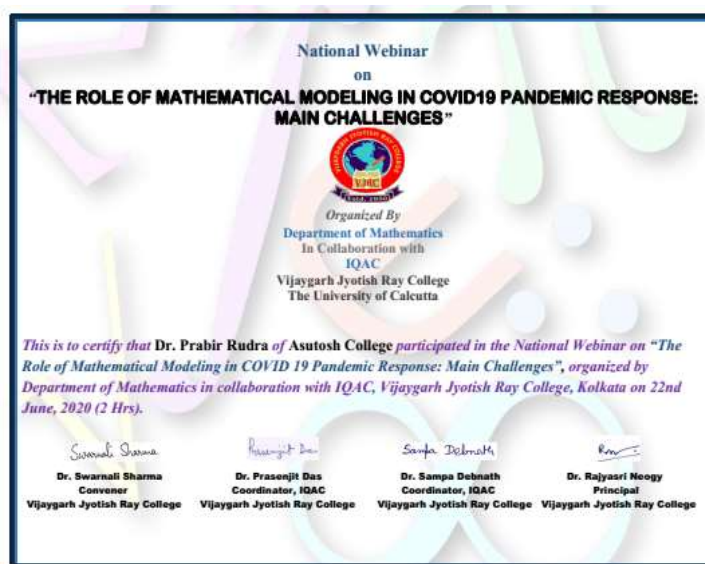 National Webinar
on
“THE ROLE OF MATHEMATICAL MODELING IN COVID19 PANDEMIC RESPONSE:
MAIN CHALLENGES”
VIJAYGARH JYOTISH RAY COLLEGE
VJRC
Estd. 1950
Organized By
Department of Mathematics
In Collaboration with
IQAC
Vijaygarh Jyotish Ray College
The University of Calcutta
This is to certify that Dr. Prabir Rudra of Asutosh College participated in the National Webinar on “The
Role of Mathematical Modeling in COVID 19 Pandemic Response: Main Challenges”, organized by
Department of Mathematics in collaboration with IQAC, Vijaygarh Jyotish Ray College, Kolkata on 22nd
June, 2020 (2 Hrs).
Swarnali Sharma Prasenjit Das Sampa Debnath
Dr. Swarnali Sharma Dr. Prasenjit Das Dr. Sampa Debnath Dr. Rajyasri Neogy
Convener Coordinator, IQAC Coordinator, IQAC Principal
Vijaygarh Jyotish Ray College Vijaygarh Jyotish Ray College Vijaygarh Jyotish Ray College Vijaygarh Jyotish Ray College